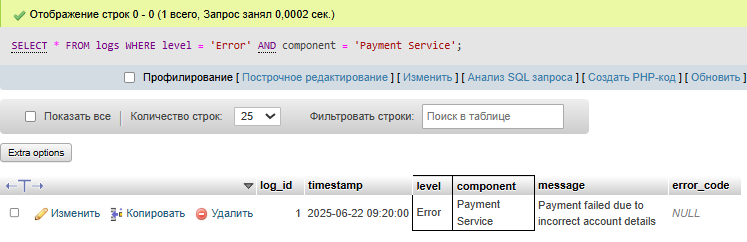 Отображение строк 0 - 0 (1 всего, Запрос занял 0,0002 сек.)
SELECT * FROM logs WHERE level = 'Error' AND component = 'Payment Service';
Профилирование [ Построчное редактирование ] [ Изменить ] [ Анализ SQL запроса ] [ Создать PHP-код ] [ Обновить ]
Показать все Количество строк: 25 Фильтровать строки: Поиск в таблице
Extra options
←T→ log_id timestamp level component message error_code
Изменить Копировать Удалить 1 2025-06-22 09:20:00 Error Payment Service Payment failed due to incorrect account details NULL